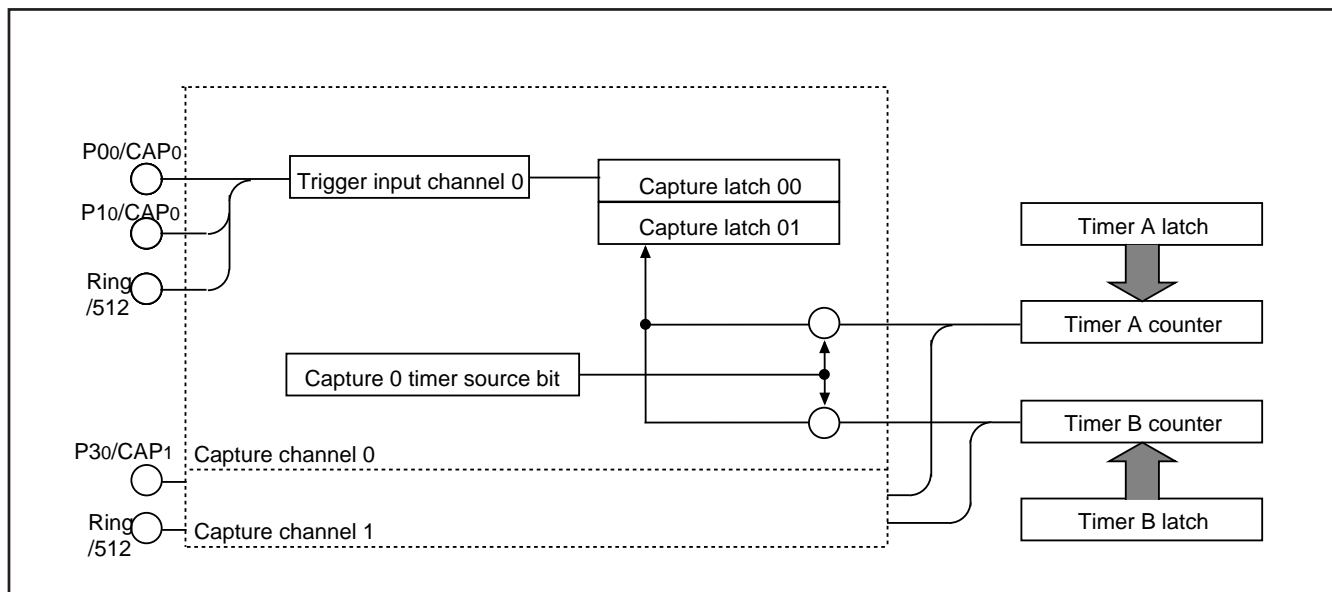 P00/CAP0
P10/CAP0
Ring
/512
Trigger input channel 0
Capture latch 00
Capture latch 01
Timer A latch
Timer A counter
Capture 0 timer source bit
Timer B counter
P30/CAP1
Capture channel 0
Ring
/512
Capture channel 1
Timer B latch